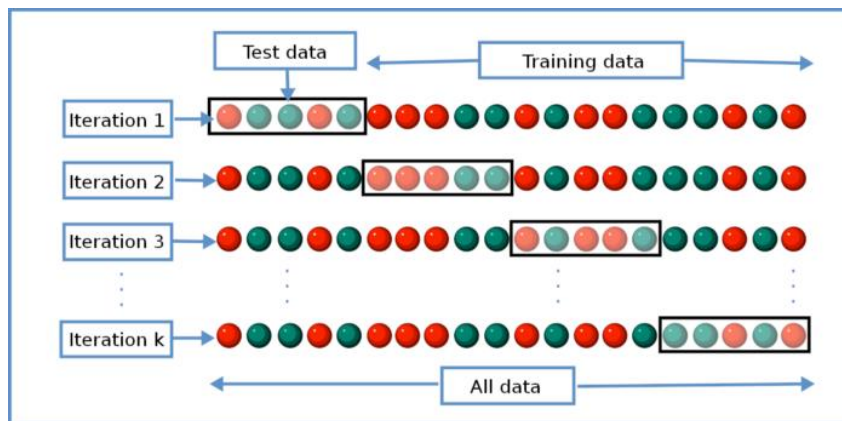 Test data
Training data
Iteration 1
Iteration 2
Iteration 3
Iteration k
All data